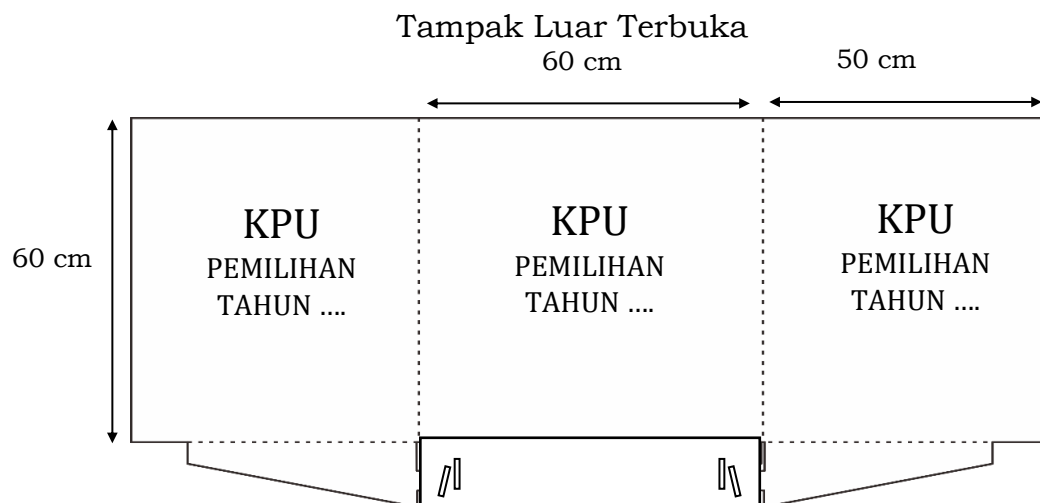 Tampak Luar Terbuka
60 cm
50 cm
60 cm
KPU
PEMILIHAN
TAHUN ....
KPU
PEMILIHAN
TAHUN ....
KPU
PEMILIHAN
TAHUN ....